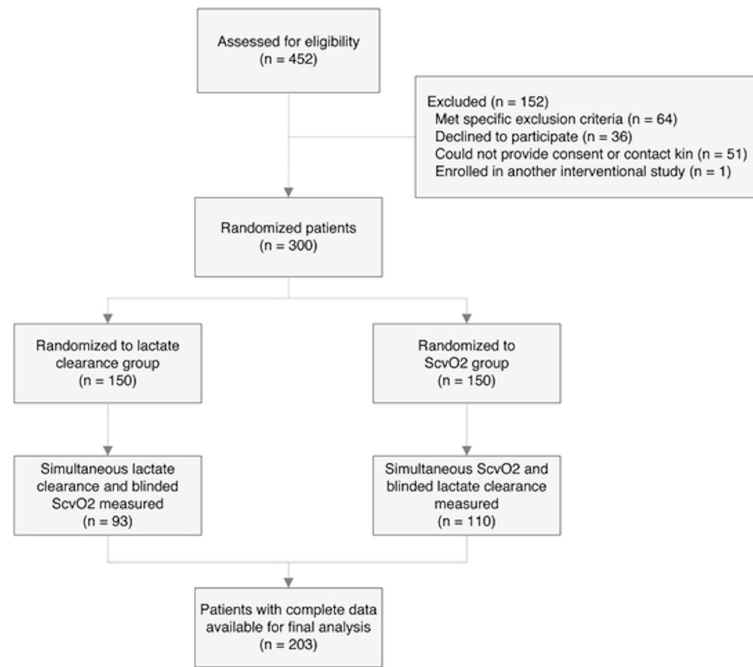 Assessed for eligibility
(n = 452)
Excluded (n = 152)
Met specific exclusion criteria (n = 64)
Declined to participate (n = 36)
Could not provide consent or contact kin (n = 51)
Enrolled in another interventional study (n = 1)
Randomized patients
(n = 300)
Randomized to lactate
clearance group
(n = 150)
Randomized to
ScvO2 group
(n = 150)
Simultaneous lactate
clearance and blinded
ScvO2 measured
(n = 93)
Simultaneous ScvO2 and
blinded lactate clearance
measured
(n = 110)
Patients with complete data
available for final analysis
(n = 203)